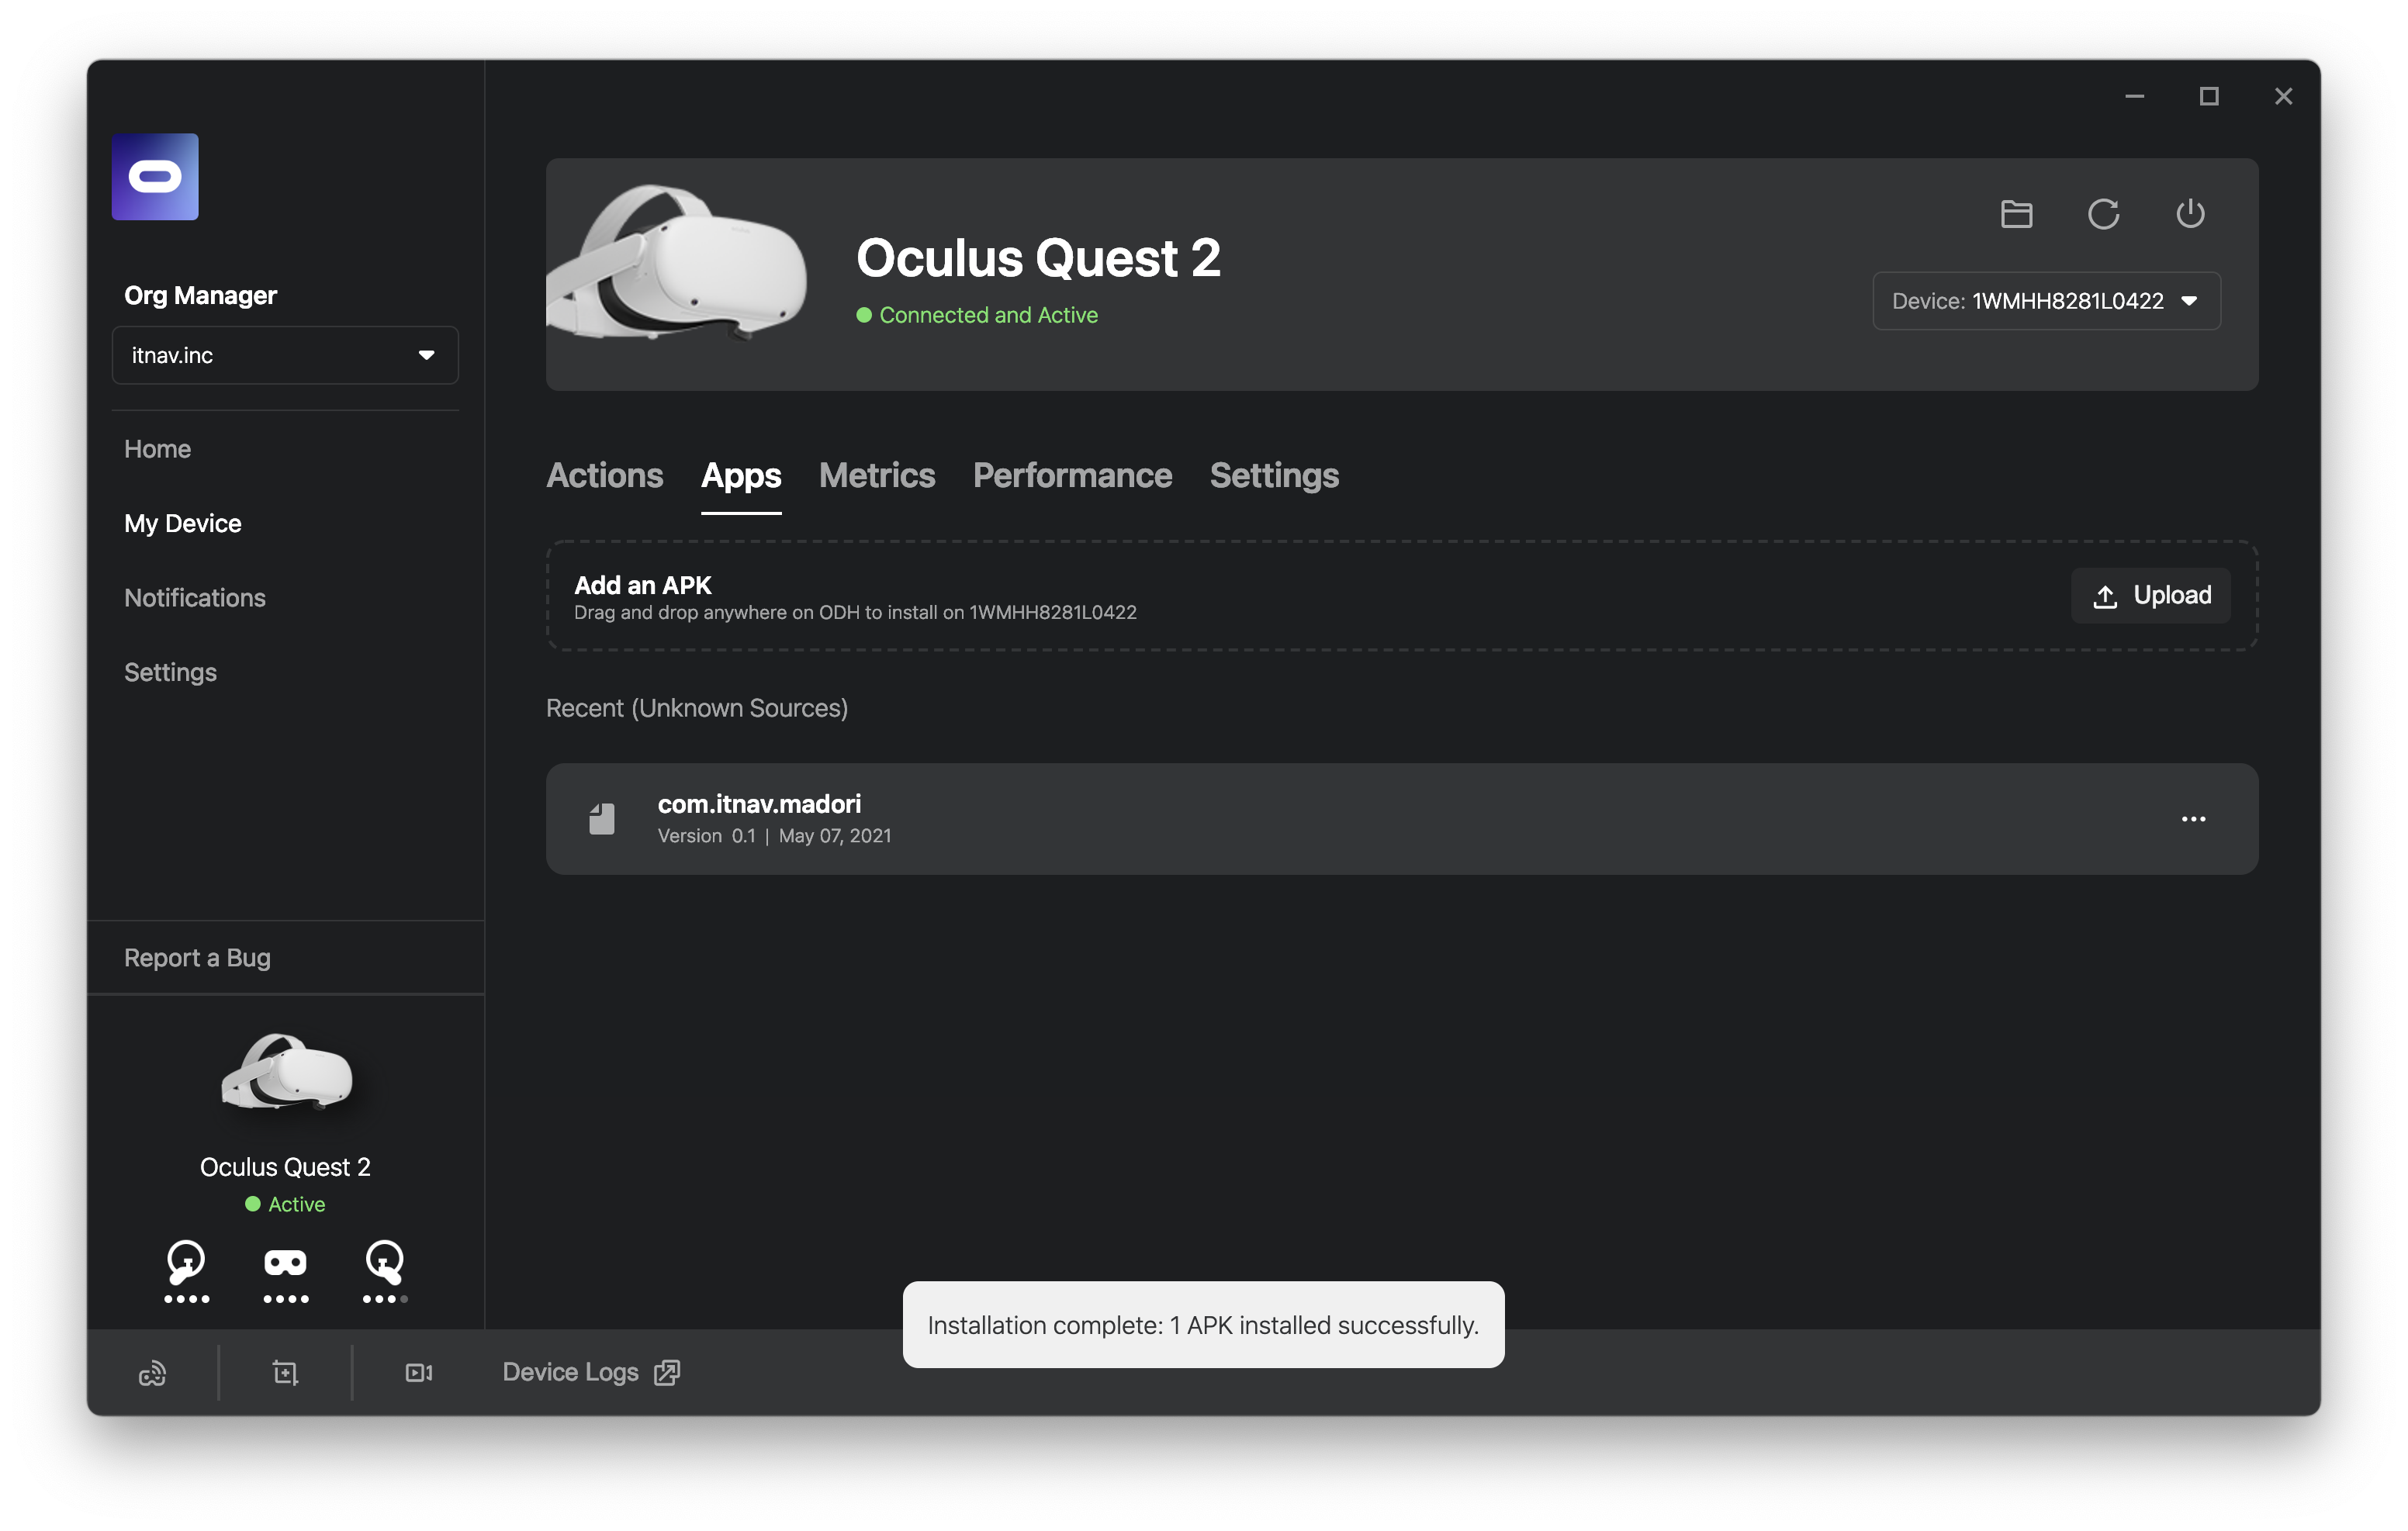 Org Manager
itnav.inc
Home
My Device
Notifications
Settings
Report a Bug
Oculus Quest 2
Active
Oculus Quest 2
Connected and Active
Device: 1WMHH8281L0422
Actions Apps Metrics Performance Settings
Add an APK
Drag and drop anywhere on ODH to install on 1WMHH8281L0422
Upload
Recent (Unknown Sources)
com.itnav.madori
Version 0.1 | May 07, 2021
Installation complete: 1 APK installed successfully.
Device Logs